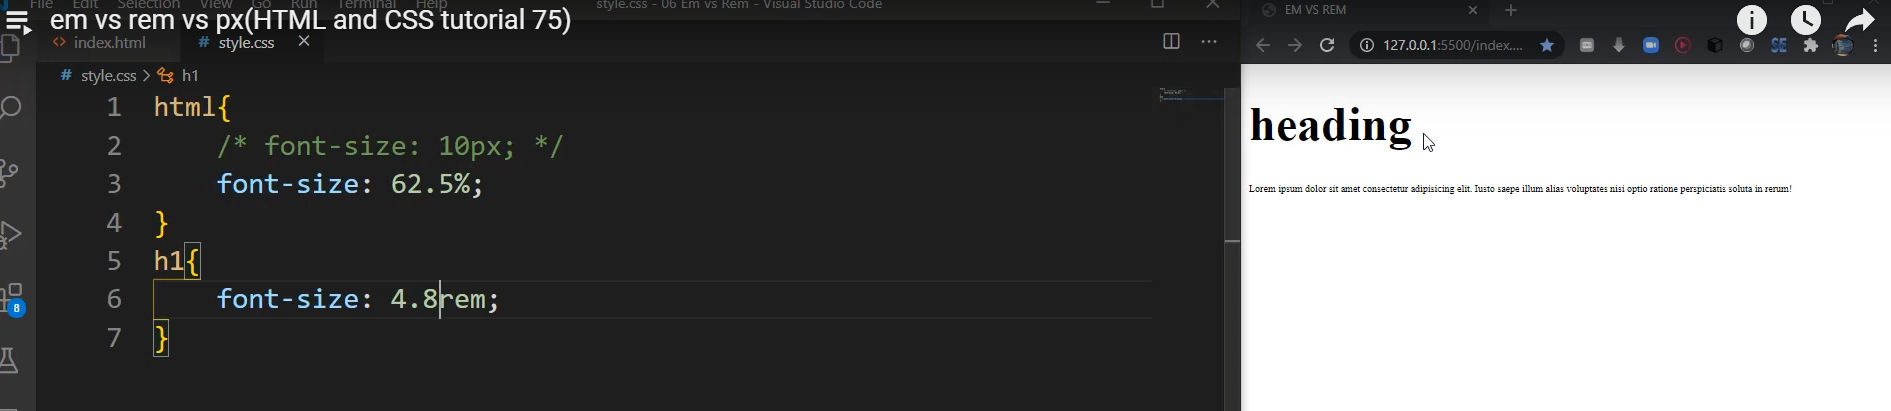 File Edit Selection View Go Run Terminal Help
style.css - 06 Em vs Rem - Visual Studio Code
em vs rem vs px(HTML and CSS tutorial 75)
EM VS REM
index.html
# style.css
127.0.0.1:5500/index....
# style.css > h1
1 html{
2 /* font-size: 10px; */
3 font-size: 62.5%;
4 }
5 h1{
6 font-size: 4.8rem;
7 }
8
heading
Lorem ipsum dolor sit amet consectetur adipisicing elit. Iusto saepe illum alias voluptates nisi optio ratione perspiciatis soluta in rerum!